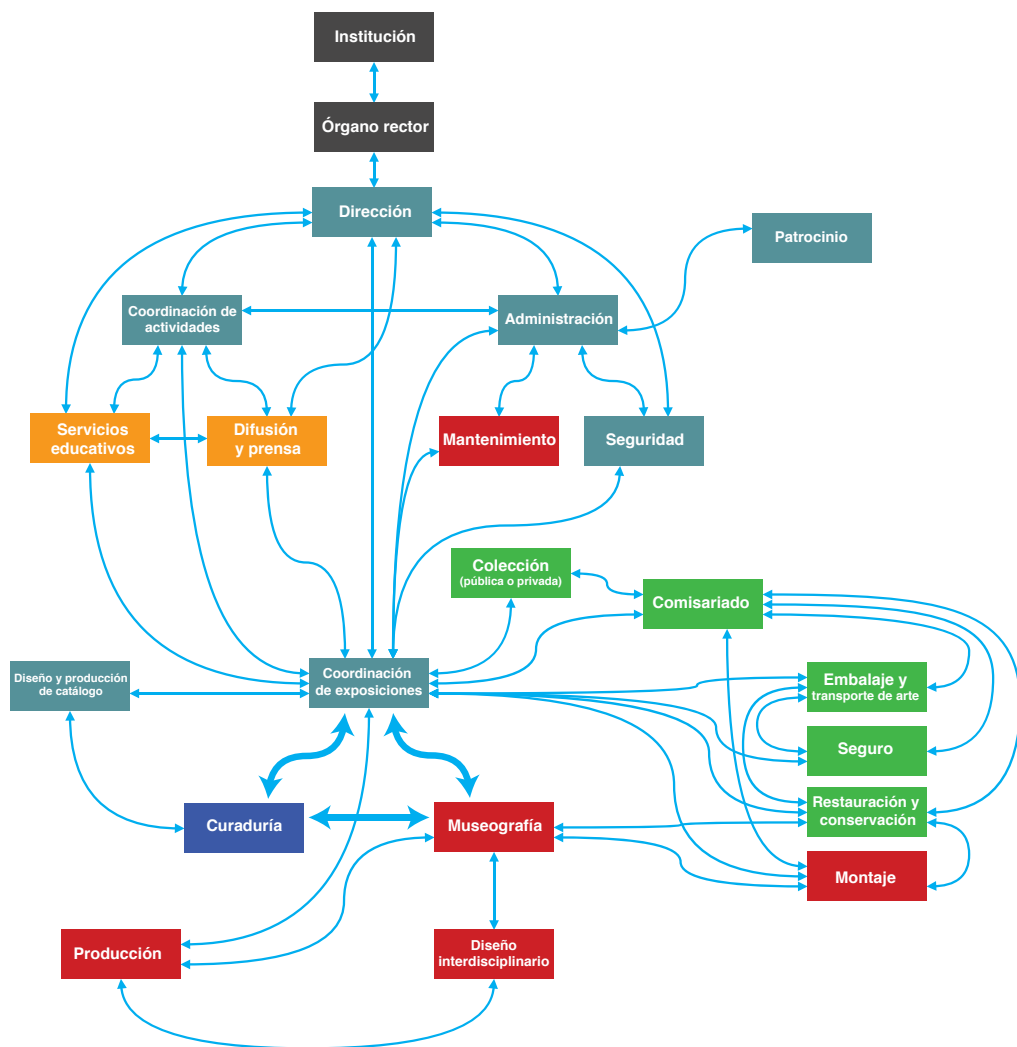 Institución
Órgano rector
Dirección
Patrocinio
Coordinación de
actividades
Administración
Servicios
educativos
Difusión
y prensa
Mantenimiento
Seguridad
Colección
(pública o privada)
Comisariado
Diseño y producción
de catálogo
Coordinación
de exposiciones
Embalaje y
transporte de arte
Seguro
Restauración y
conservación
Curaduría
Museografía
Montaje
Producción
Diseño
interdisciplinario